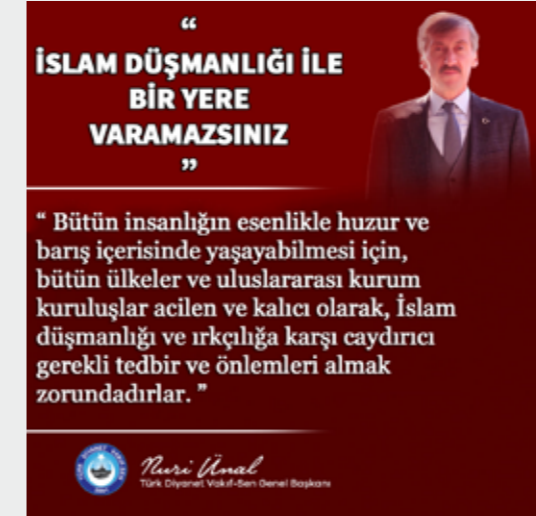 “
İSLAM DÜŞMANLIĞI İLE
BİR YERE
VARAMAZSINIZ
”
“ Bütün insanlığın esenlikle huzur ve
barış içerisinde yaşayabilmesi için,
bütün ülkeler ve uluslararası kurum
kuruluşlar acilen ve kalıcı olarak, İslam
düşmanlığı ve ırkçılığa karşı caydırıcı
gerekli tedbir ve önlemleri almak
zorundadırlar. ”
Nuri Ünal
Türk Diyanet Vakıf-Sen Genel Başkanı